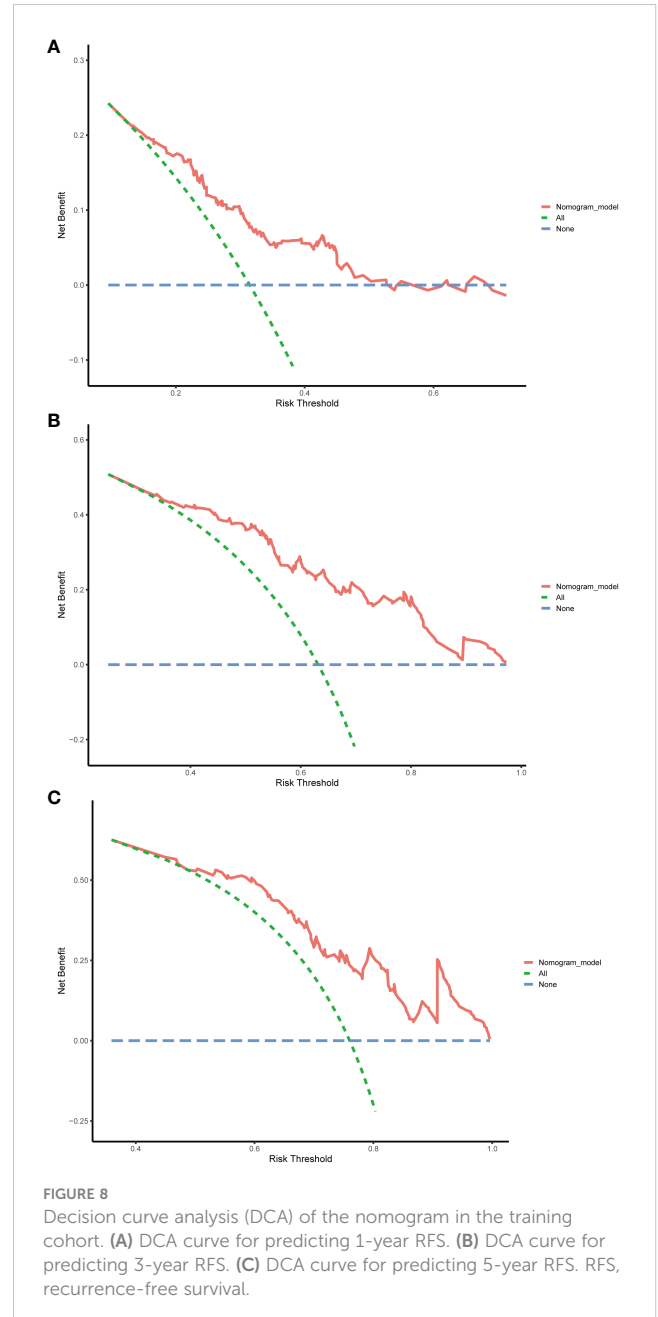 A
0.3
0.2
0.1
0.0
−0.1
Net Benefit
0.2
0.4
0.6
Risk Threshold
Nomogram_model
All
None
B
0.6
0.4
0.2
0.0
−0.2
Net Benefit
0.4
0.6
0.8
1.0
Risk Threshold
Nomogram_model
All
None
C
0.50
0.25
0.00
−0.25
Net Benefit
0.4
0.6
0.8
1.0
Risk Threshold
Nomogram_model
All
None
FIGURE 8
Decision curve analysis (DCA) of the nomogram in the training
cohort. (A) DCA curve for predicting 1-year RFS. (B) DCA curve for
predicting 3-year RFS. (C) DCA curve for predicting 5-year RFS. RFS,
recurrence-free survival.